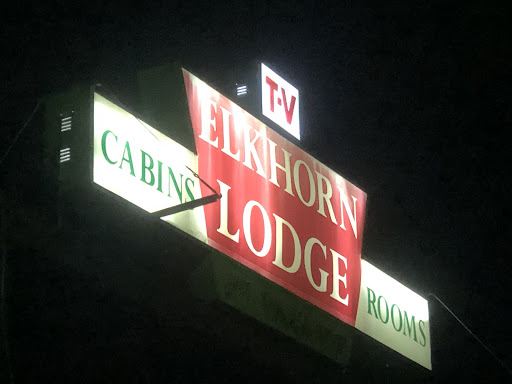 T-V
ELKHORN
LODGE
CABINS
ROOMS